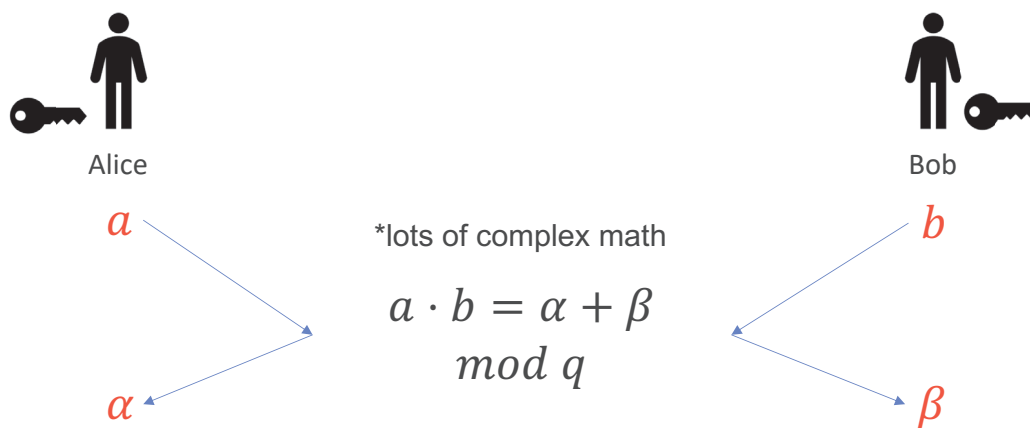 Alice
Bob
a
b
*lots of complex math
a · b = α + β
mod q
α
β